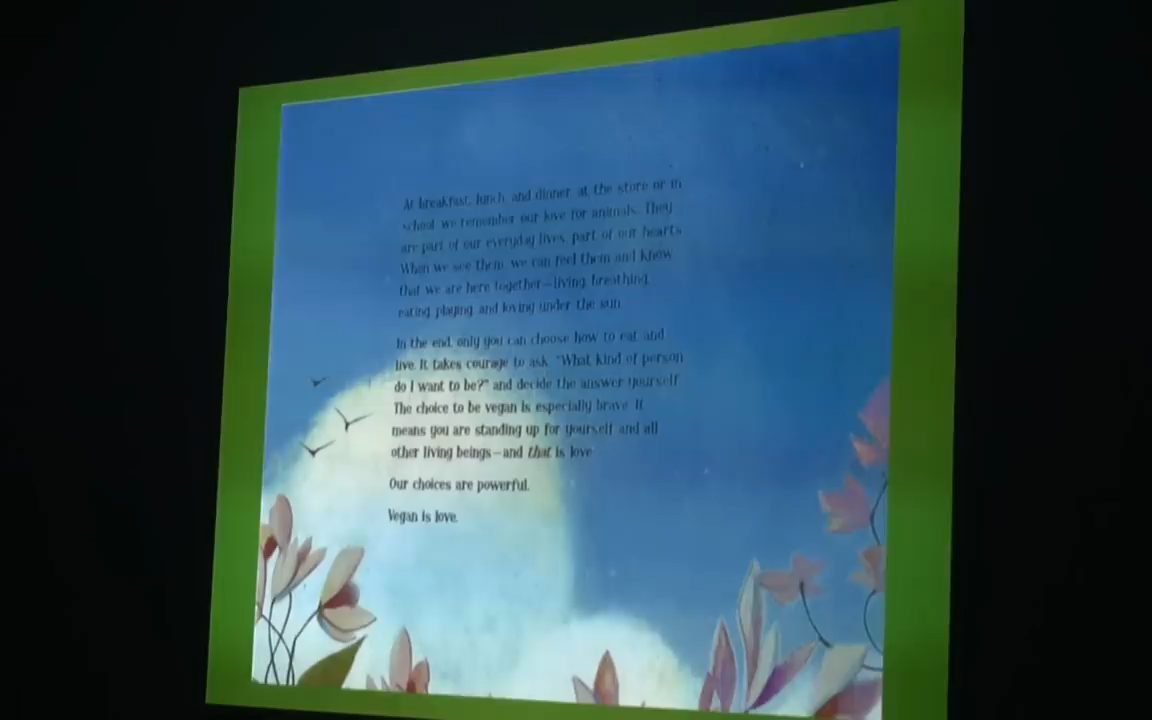 At breakfast, lunch, and dinner, at the store or in
school, we remember our love for animals. They
are part of our everyday lives, part of our hearts.
When we see them, we can feel them and know
that we are here together—living, breathing,
eating, playing, and loving under the sun.
In the end, only you can choose how to eat and
live. It takes courage to ask, "What kind of person
do I want to be?" and decide the answer yourself.
The choice to be vegan is especially brave. It
means you are standing up for yourself and all
other living beings—and that is love.
Our choices are powerful.
Vegan is love.